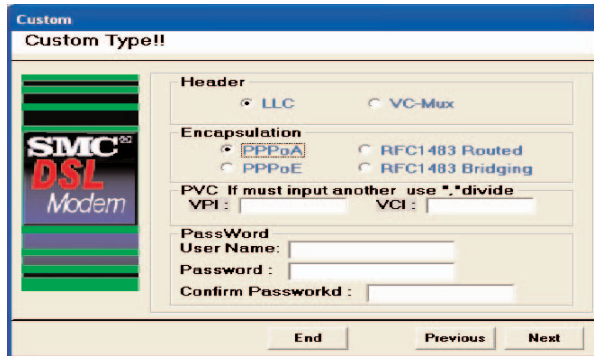 Custom
Custom Type!!
SMC®
DSL
Modem
Header
LLC VC-Mux
Encapsulation
PPPoA RFC1483 Routed
PPPoE RFC1483 Bridging
PVC If must input another use "," divide
VPI : VCI :
PassWord
User Name:
Password :
Confirm Passworkd :
End Previous Next